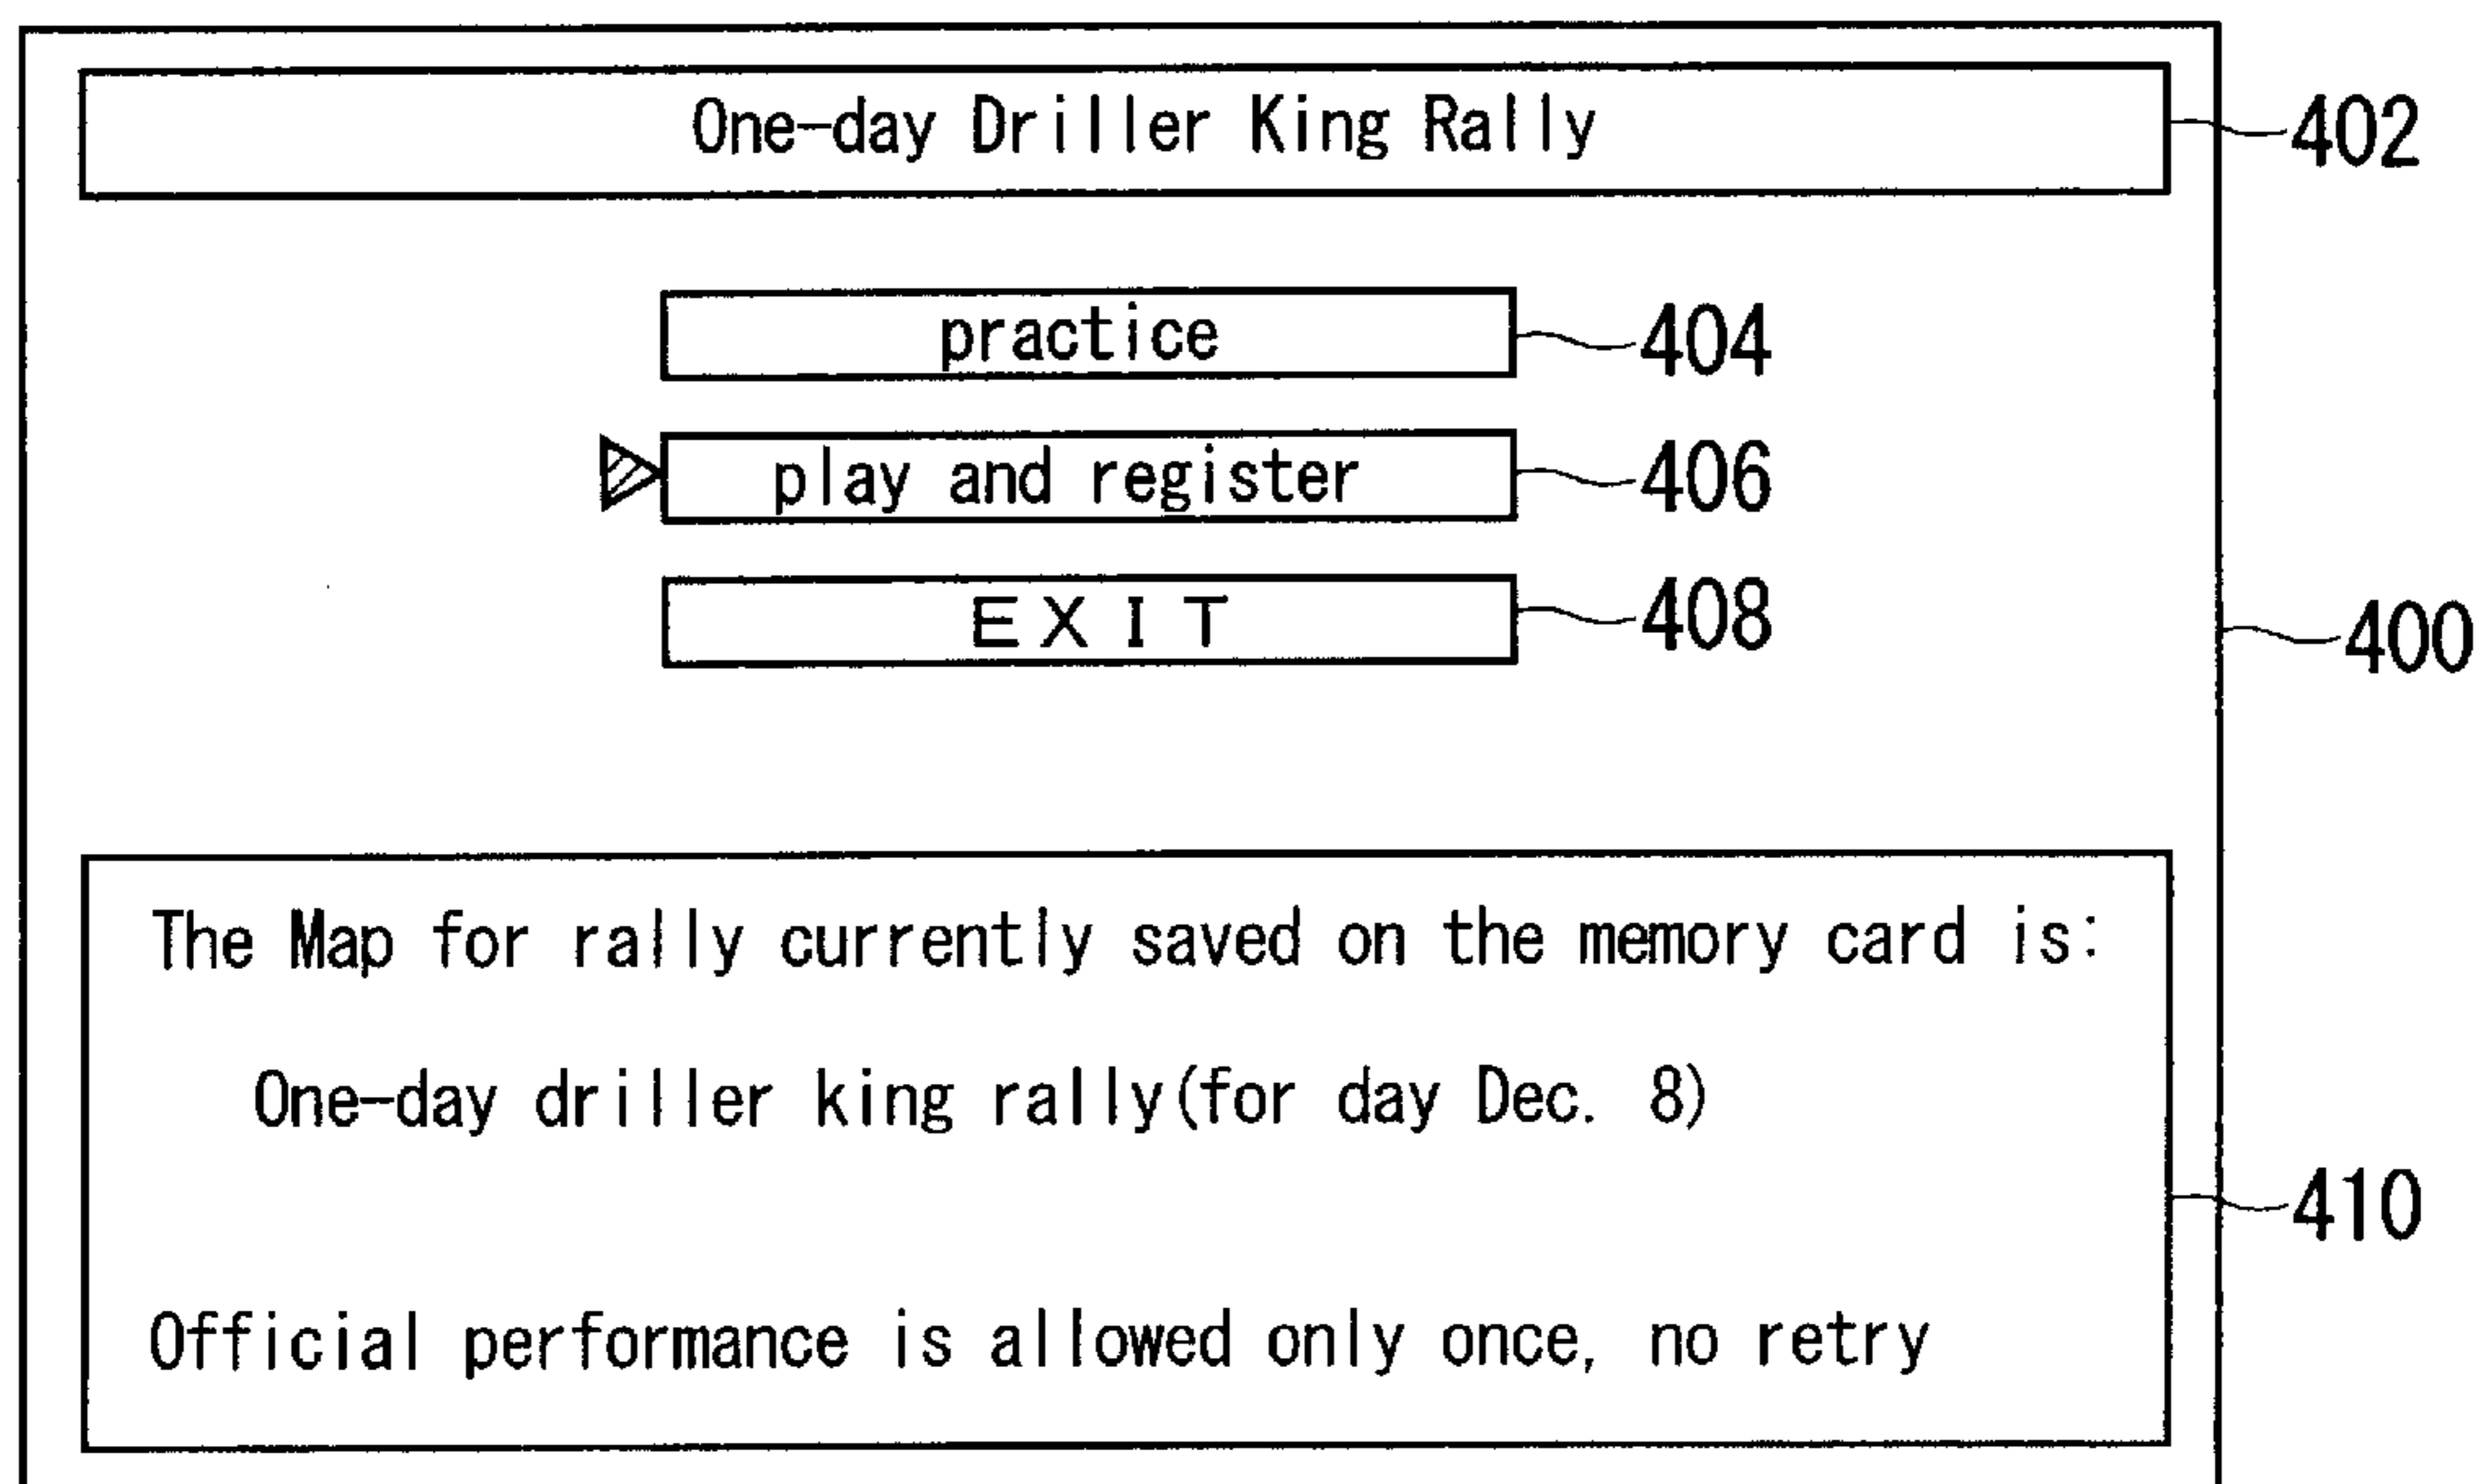 One-day Driller King Rally 402
practice 404
play and register 406
EXIT 408
400
The Map for rally currently saved on the memory card is:
One-day driller king rally(for day Dec. 8)
410
Official performance is allowed only once, no retry